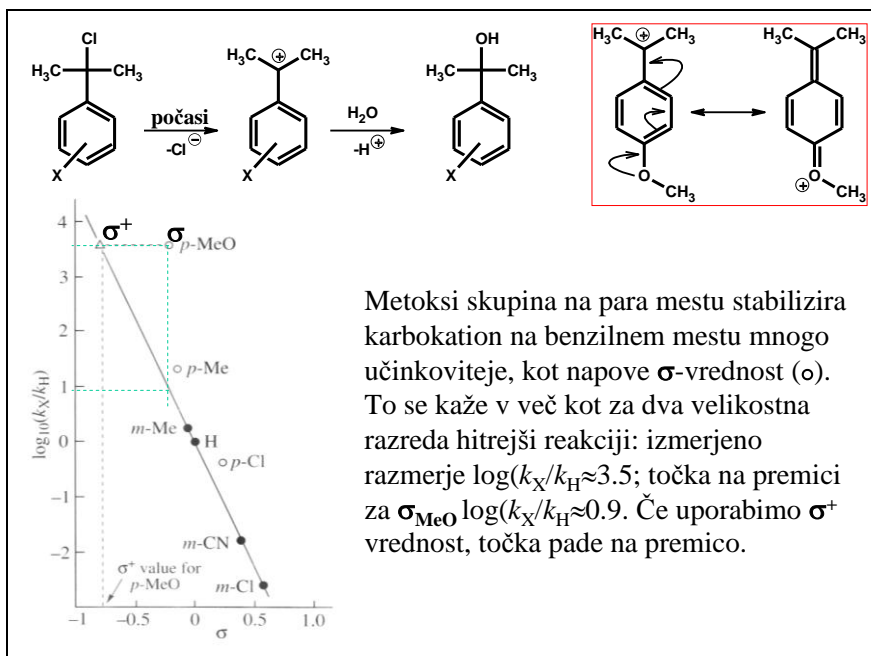 Cl
H₃C CH₃
X
počasi
-Cl⊖
H₃C ⊕ CH₃
X
H₂O
-H⊕
OH
H₃C CH₃
X
H₃C ⊕ CH₃
O
CH₃
H₃C CH₃
O
⊕ CH₃
σ⁺ σ
p-MeO
p-Me
m-Me
H
p-Cl
m-CN
m-Cl
σ⁺ value for
p-MeO
log₁₀(kX/kH)
4
3
2
1
0
−1
−2
−1 −0.5 0 0.5 1.0
σ
Metoksi skupina na para mestu stabilizira
karbokation na benzilnem mestu mnogo
učinkoviteje, kot napove σ-vrednost (o).
To se kaže v več kot za dva velikostna
razreda hitrejši reakciji: izmerjeno
razmerje log(kX/kH≈3.5; točka na premici
za σMeO log(kX/kH≈0.9. Če uporabimo σ⁺
vrednost, točka pade na premico.